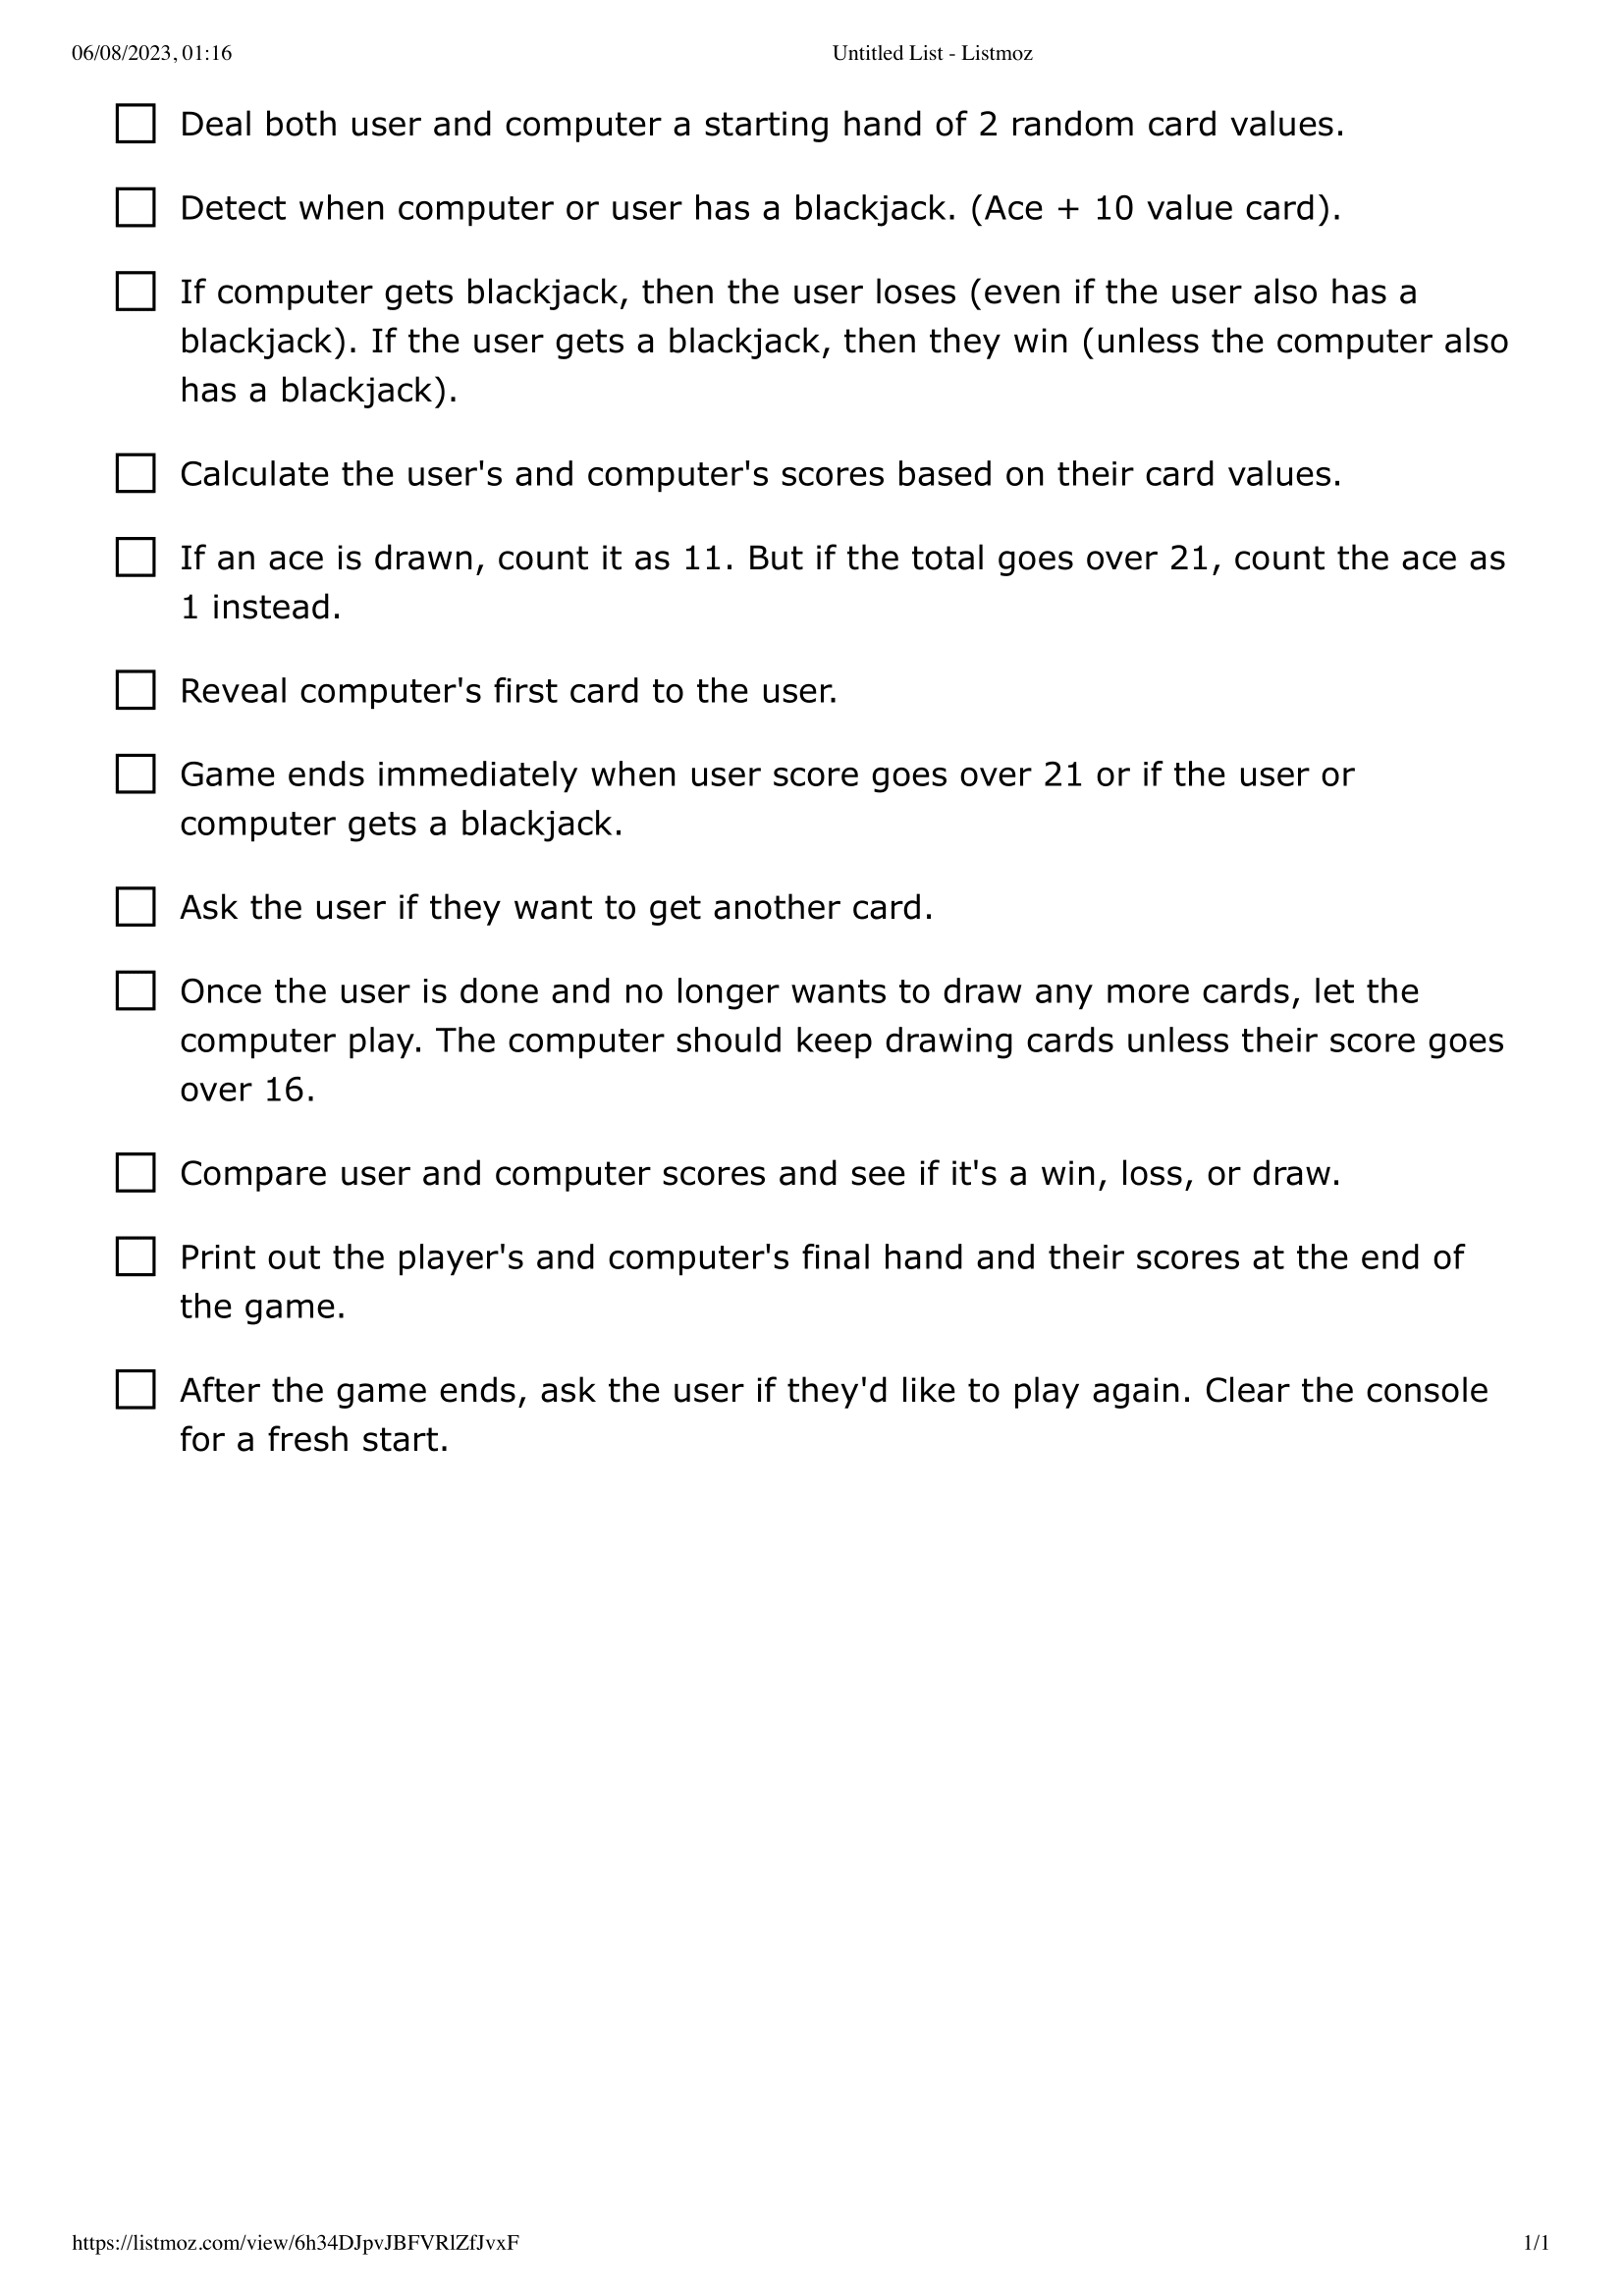 06/08/2023, 01:16
Untitled List - Listmoz
Deal both user and computer a starting hand of 2 random card values.
Detect when computer or user has a blackjack. (Ace + 10 value card).
If computer gets blackjack, then the user loses (even if the user also has a
blackjack). If the user gets a blackjack, then they win (unless the computer also
has a blackjack).
Calculate the user's and computer's scores based on their card values.
If an ace is drawn, count it as 11. But if the total goes over 21, count the ace as
1 instead.
Reveal computer's first card to the user.
Game ends immediately when user score goes over 21 or if the user or
computer gets a blackjack.
Ask the user if they want to get another card.
Once the user is done and no longer wants to draw any more cards, let the
computer play. The computer should keep drawing cards unless their score goes
over 16.
Compare user and computer scores and see if it's a win, loss, or draw.
Print out the player's and computer's final hand and their scores at the end of
the game.
After the game ends, ask the user if they'd like to play again. Clear the console
for a fresh start.
https://listmoz.com/view/6h34DJpvJBFVRlZfJvxF
1/1